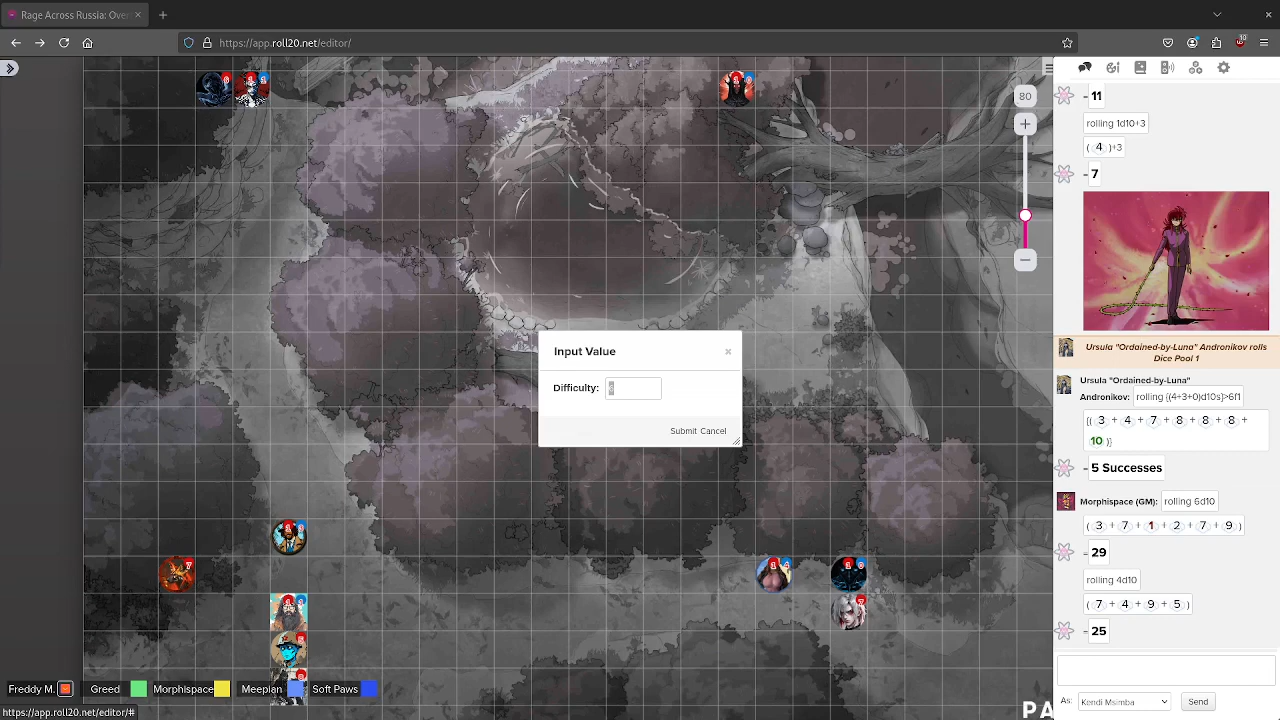 Rage Across Russia: Over
https://app.roll20.net/editor/
10
80
Input Value
Difficulty:
Submit Cancel
- 11
rolling 1d10+3
( 4 )+3
- 7
Ursula "Ordained-by-Luna" Andronikov rolls
Dice Pool 1
Ursula "Ordained-by-Luna"
Andronikov: rolling {(4+3+0)d10s}>6f1
{( 3 + 4 + 7 + 8 + 8 + 8 +
10 )}
- 5 Successes
Morphispace (GM): rolling 6d10
( 3 + 7 + 1 + 2 + 7 + 9 )
- 29
rolling 4d10
( 7 + 4 + 9 + 5 )
- 25
As: Kendi Msimba Send
Freddy M. Greed Morphispace Meepian Soft Paws
https://app.roll20.net/editor/#
PA